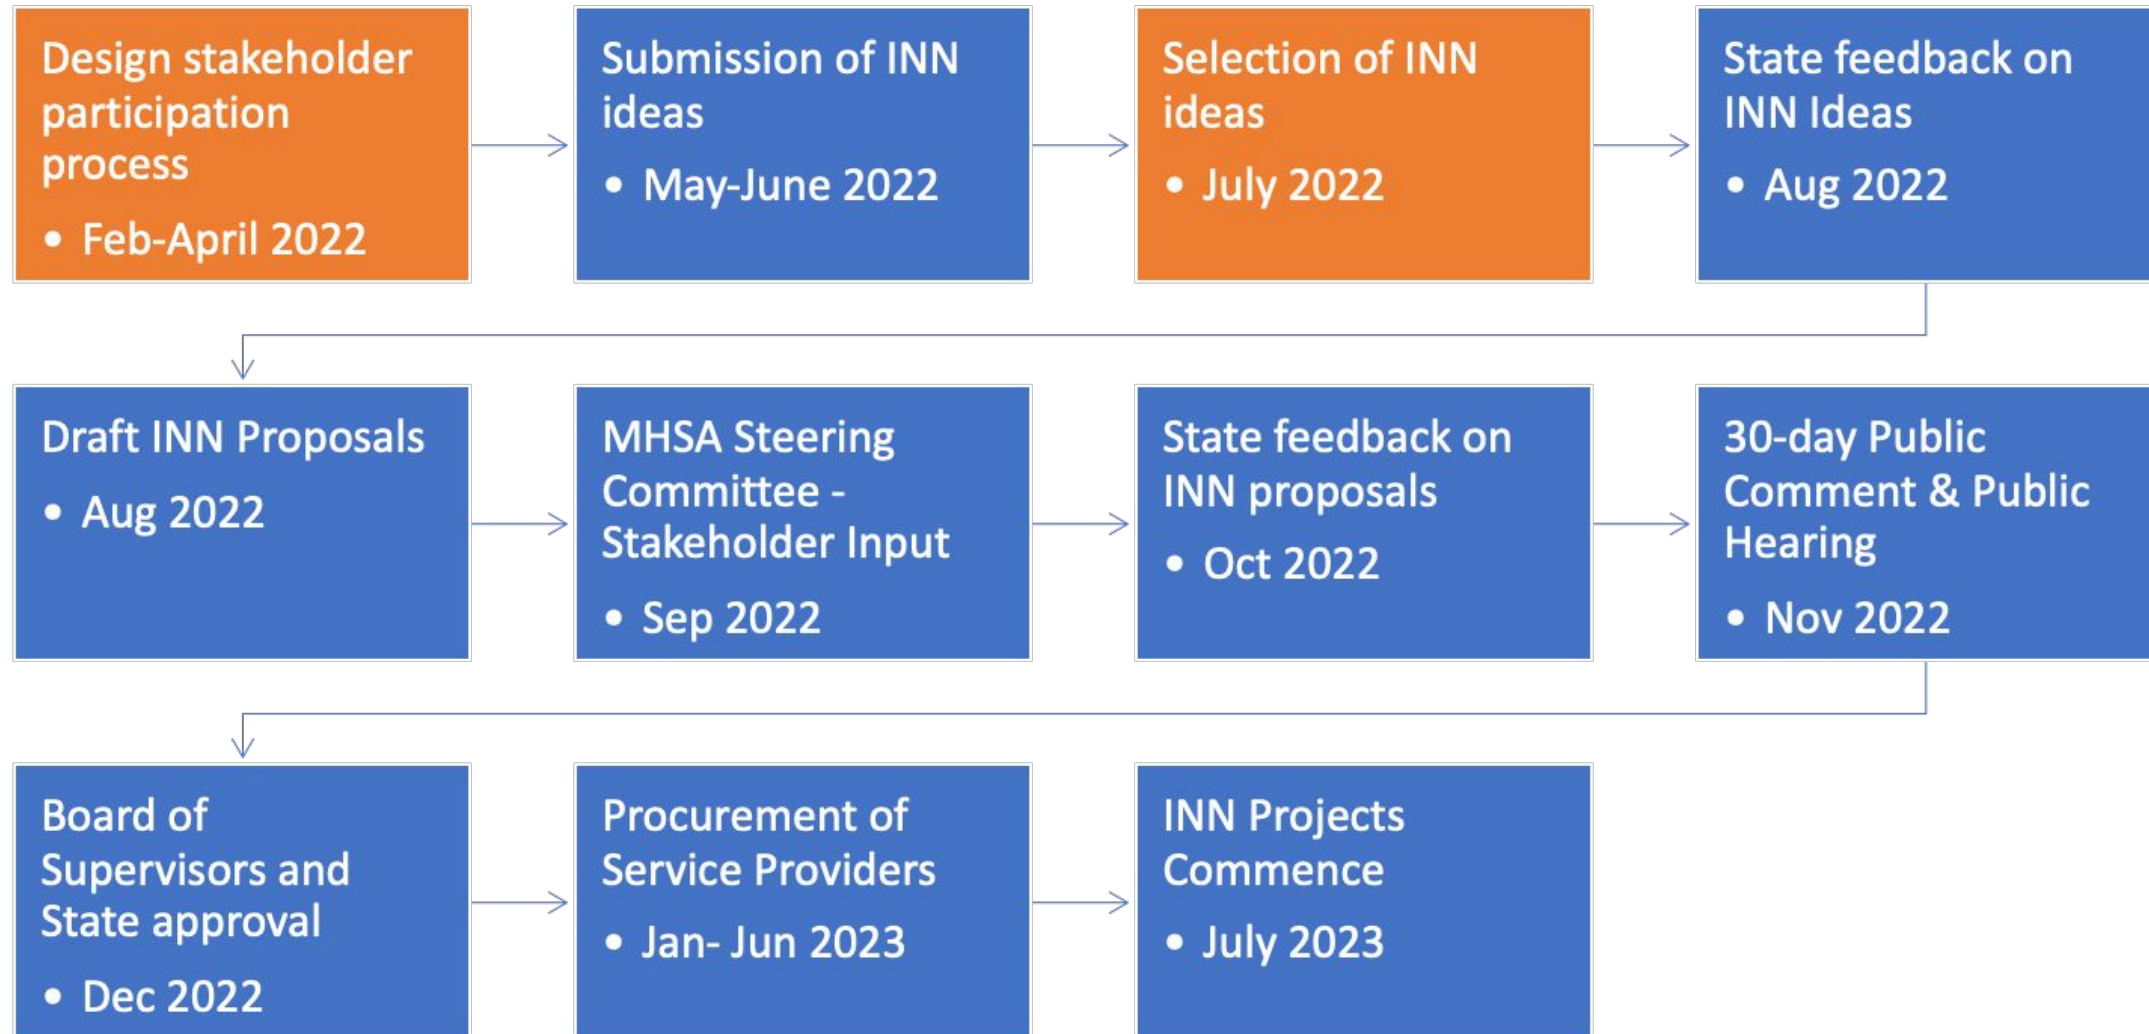 Design stakeholder
participation
process
• Feb-April 2022
Submission of INN
ideas
• May-June 2022
Selection of INN
ideas
• July 2022
State feedback on
INN Ideas
• Aug 2022
Draft INN Proposals
• Aug 2022
MHSA Steering
Committee -
Stakeholder Input
• Sep 2022
State feedback on
INN proposals
• Oct 2022
30-day Public
Comment & Public
Hearing
• Nov 2022
Board of
Supervisors and
State approval
• Dec 2022
Procurement of
Service Providers
• Jan- Jun 2023
INN Projects
Commence
• July 2023